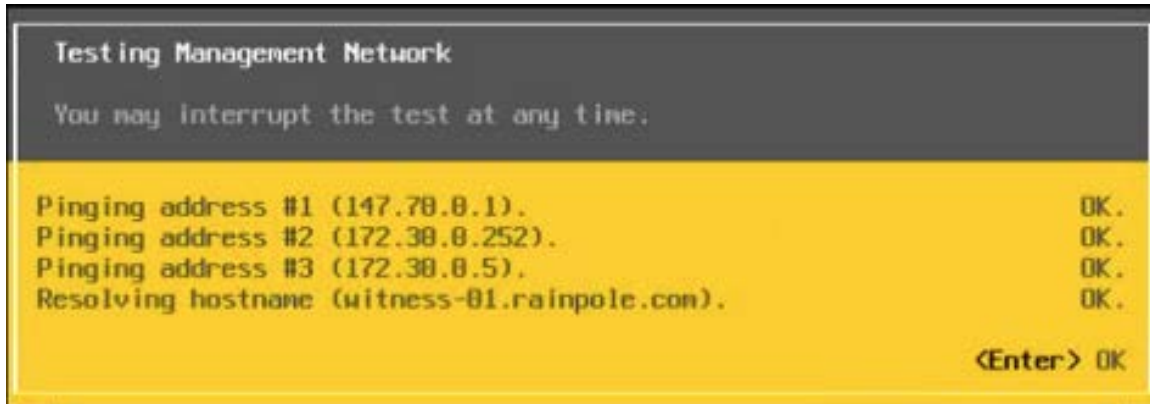 Testing Management Network
You may interrupt the test at any time.
Pinging address #1 (147.70.0.1). OK.
Pinging address #2 (172.30.0.252). OK.
Pinging address #3 (172.30.0.5). OK.
Resolving hostname (witness-01.rainpole.com). OK.
<Enter> OK